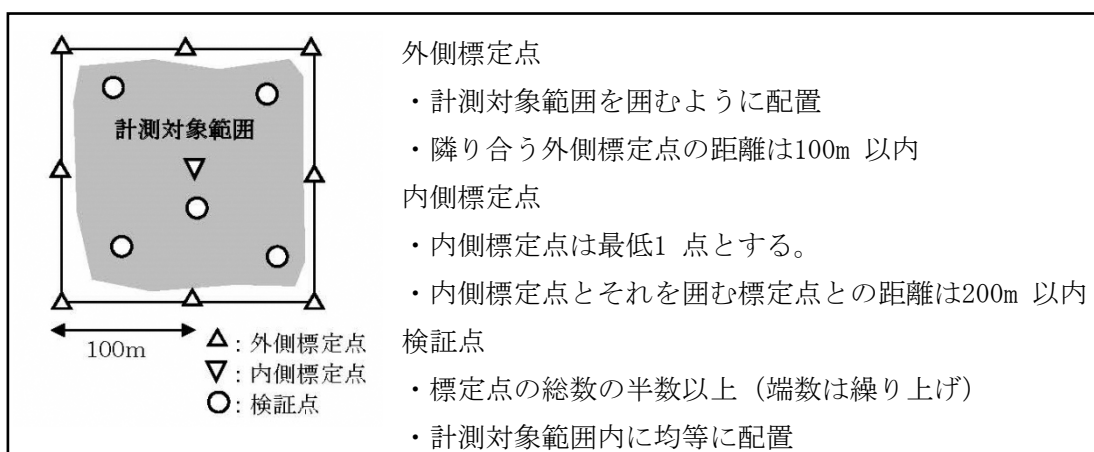 計測対象範囲
100m
△：外側標定点
▽：内側標定点
○：検証点
外側標定点
・計測対象範囲を囲むように配置
・隣り合う外側標定点の距離は100m 以内
内側標定点
・内側標定点は最低1 点とする。
・内側標定点とそれを囲む標定点との距離は200m 以内
検証点
・標定点の総数の半数以上（端数は繰り上げ）
・計測対象範囲内に均等に配置